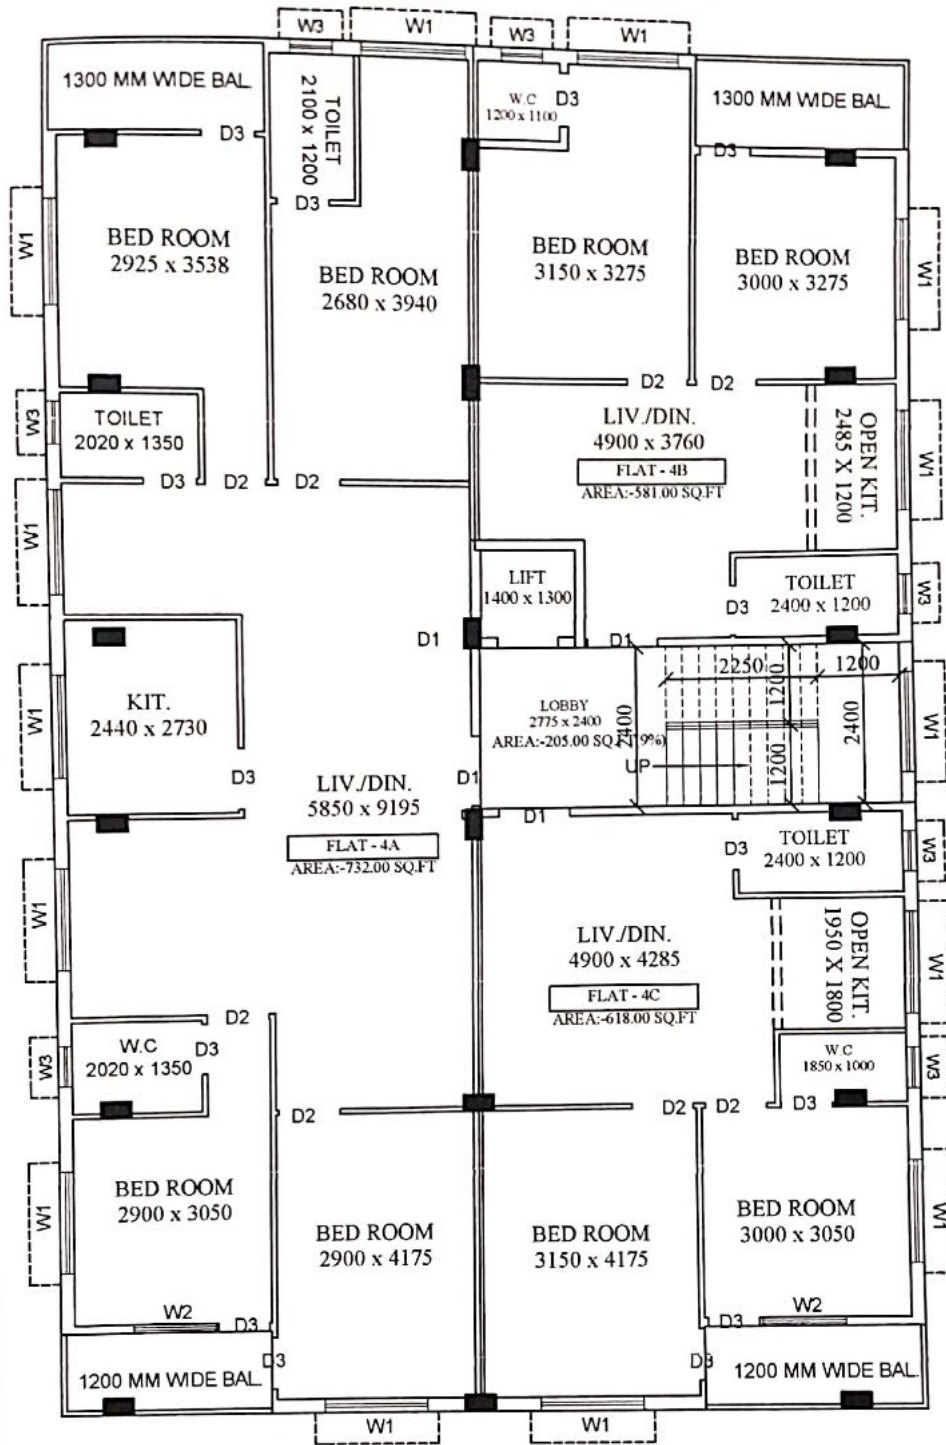 W3
W1
W3
W1
1300 MM WIDE BAL.
TOILET
2100 x 1200
W.C
1200 x 1100
D3
1300 MM WIDE BAL.
D3
D3
D3
W1
BED ROOM
2925 x 3538
BED ROOM
2680 x 3940
BED ROOM
3150 x 3275
BED ROOM
3000 x 3275
W1
D2
D2
W3
TOILET
2020 x 1350
LIV./DIN.
4900 x 3760
FLAT - 4B
AREA:-581.00 SQ.FT
OPEN KIT.
2485 X 1200
W1
D3
D2
D2
W1
LIFT
1400 x 1300
D3
TOILET
2400 x 1200
W3
D1
D1
KIT.
2440 x 2730
W1
D3
LOBBY
2775 x 2400
AREA:-205.00 SQ.
9%)
2400
2250
1200
1200
1200
2400
UP
W1
LIV./DIN.
5850 x 9195
FLAT - 4A
AREA:-732.00 SQ.FT
D1
D1
D3
TOILET
2400 x 1200
W3
W1
LIV./DIN.
4900 x 4285
FLAT - 4C
AREA:-618.00 SQ.FT
OPEN KIT.
1950 X 1800
W1
D2
W3
W.C
2020 x 1350
D3
W.C
1850 x 1000
W3
D2
D2
D2
D3
W1
BED ROOM
2900 x 3050
BED ROOM
2900 x 4175
BED ROOM
3150 x 4175
BED ROOM
3000 x 3050
W1
W2
D3
D3
W2
1200 MM WIDE BAL.
D3
D3
1200 MM WIDE BAL.
W1
W1